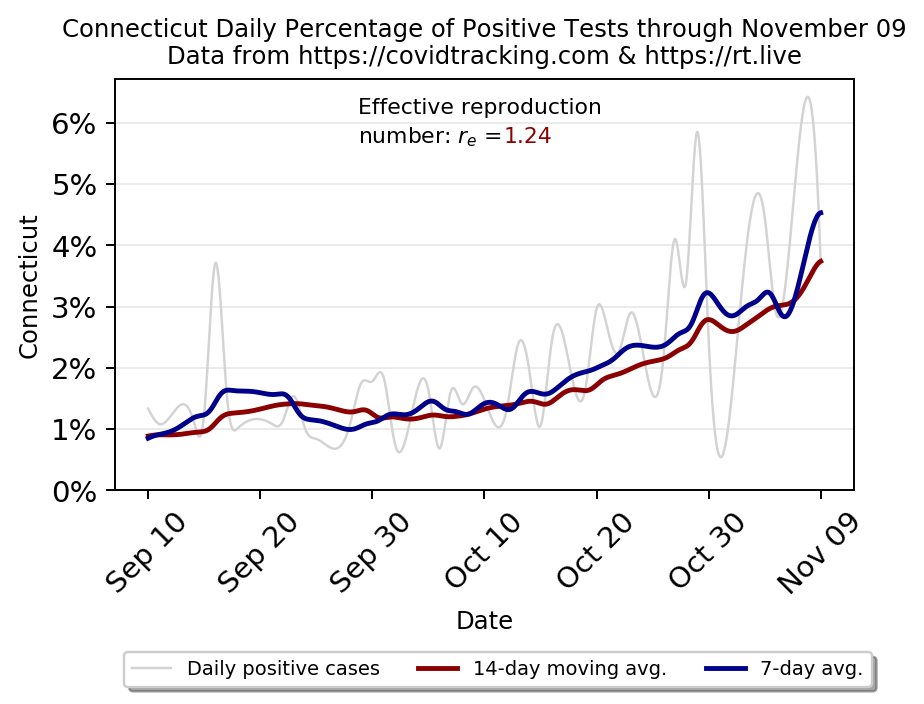 Connecticut Daily Percentage of Positive Tests through November 09
Data from https://covidtracking.com & https://rt.live
Effective reproduction
number: rₑ =1.24
6%
5%
4%
3%
2%
1%
0%
Connecticut
Sep 10
Sep 20
Sep 30
Oct 10
Oct 20
Oct 30
Nov 09
Date
Daily positive cases
14-day moving avg.
7-day avg.